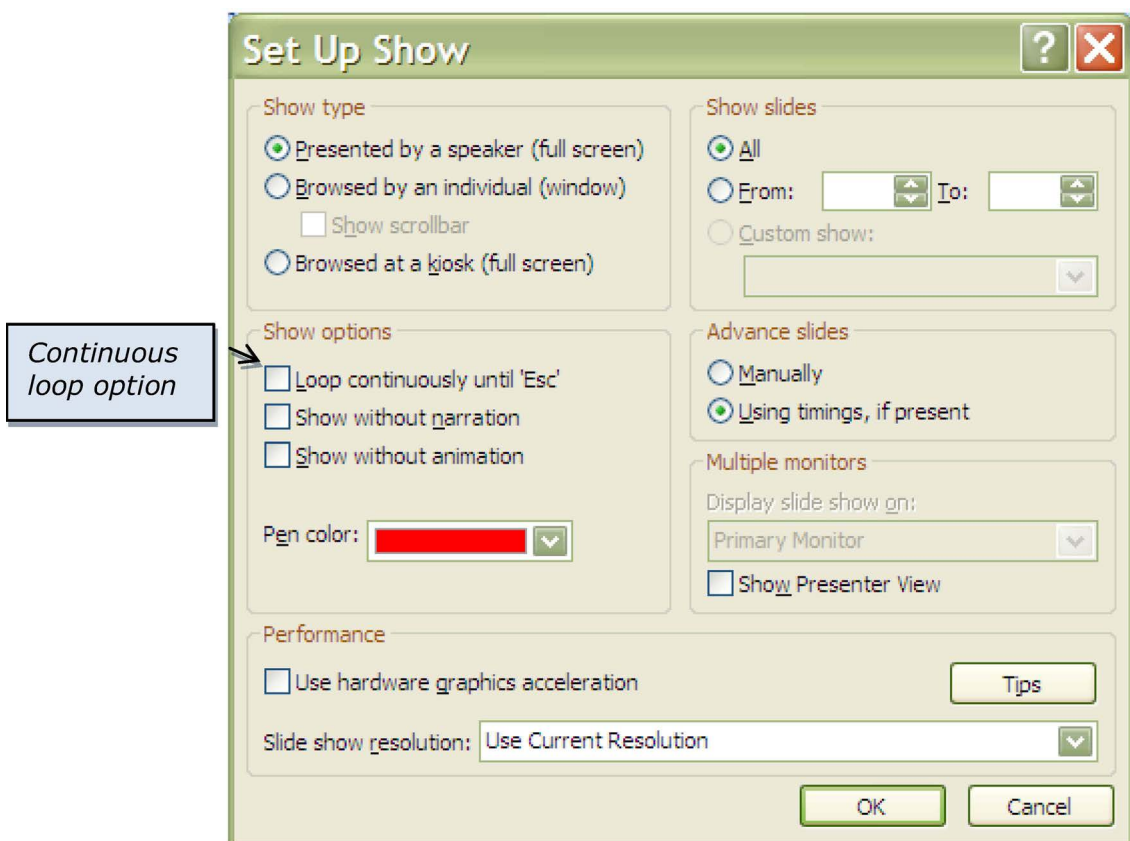 Set Up Show
Show type
Presented by a speaker (full screen)
Browsed by an individual (window)
Show scrollbar
Browsed at a kiosk (full screen)
Show slides
All
From: To:
Custom show:
Continuous
loop option
Show options
Loop continuously until 'Esc'
Show without narration
Show without animation
Pen color:
Advance slides
Manually
Using timings, if present
Multiple monitors
Display slide show on:
Primary Monitor
Show Presenter View
Performance
Use hardware graphics acceleration
Tips
Slide show resolution: Use Current Resolution
OK Cancel